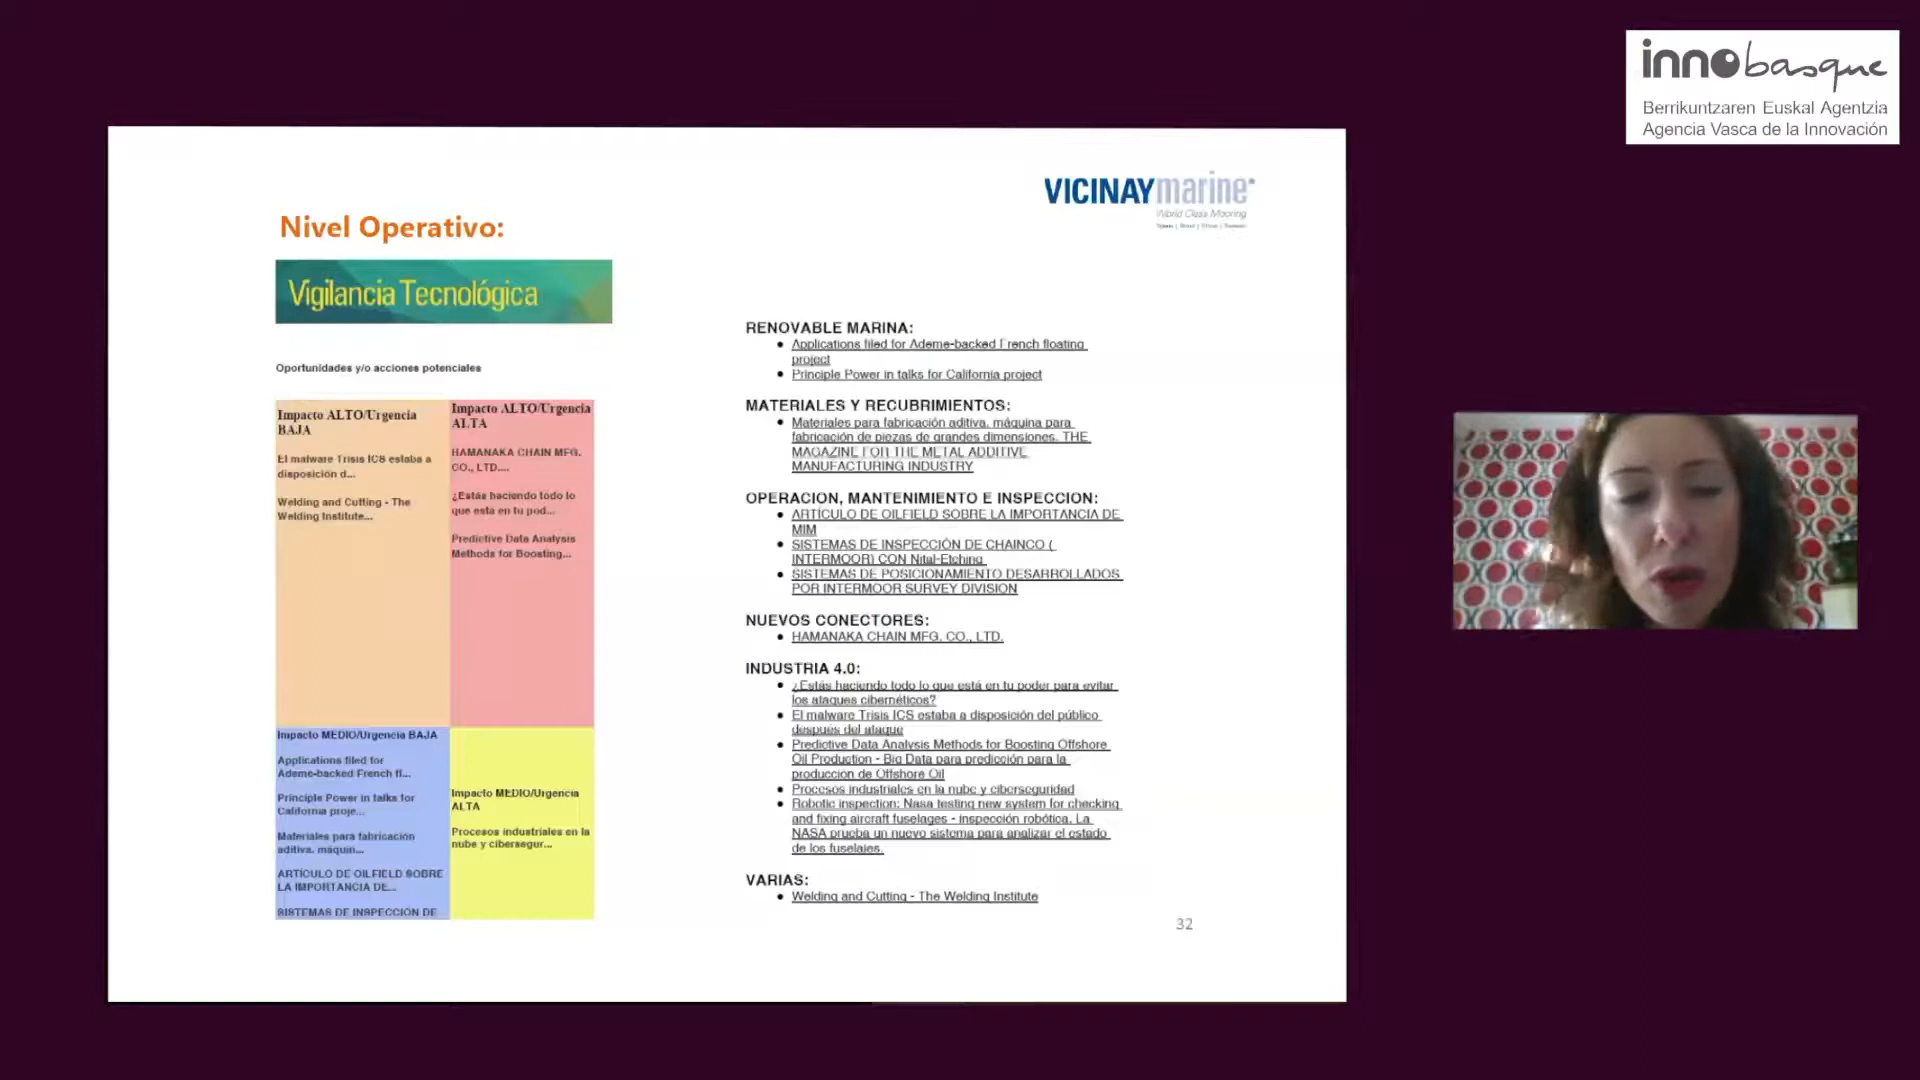 innobasque
Berrikuntzaren Euskal Agentzia
Agencia Vasca de la Innovación
VICINAYmarine
World Class Mooring
Nivel Operativo:
Vigilancia Tecnológica
Oportunidades y/o acciones potenciales
Impacto ALTO/Urgencia
BAJA
El malware Trisis ICS estaba a
disposición d...
Welding and Cutting - The
Welding Institute...
Impacto ALTO/Urgencia
ALTA
HAMANAKA CHAIN MFG.
CO., LTD....
¿Estás haciendo todo lo
que está en tu pod...
Predictive Data Analysis
Methods for Boosting...
Impacto MEDIO/Urgencia BAJA
Applications filed for
Ademe-backed French fl...
Principle Power in talks for
California proje...
Materiales para fabricación
aditiva. máquin...
ARTÍCULO DE OILFIELD SOBRE
LA IMPORTANCIA DE...
SISTEMAS DE INSPECCIÓN DE
Impacto MEDIO/Urgencia
ALTA
Procesos industriales en la
nube y cibersegur...
RENOVABLE MARINA:
Applications filed for Ademe-backed French floating
project
Principle Power in talks for California project
MATERIALES Y RECUBRIMIENTOS:
Materiales para fabricación aditiva. máquina para
fabricación de piezas de grandes dimensiones. THE
MAGAZINE FOR THE METAL ADDITIVE
MANUFACTURING INDUSTRY
OPERACION, MANTENIMIENTO E INSPECCION:
ARTÍCULO DE OILFIELD SOBRE LA IMPORTANCIA DE
MIM
SISTEMAS DE INSPECCIÓN DE CHAINCO (
INTERMOOR) CON Nital-Etching
SISTEMAS DE POSICIONAMIENTO DESARROLLADOS
POR INTERMOOR SURVEY DIVISION
NUEVOS CONECTORES:
HAMANAKA CHAIN MFG. CO., LTD.
INDUSTRIA 4.0:
¿Estás haciendo todo lo que está en tu poder para evitar
los ataques cibernéticos?
El malware Trisis ICS estaba a disposición del público
después del ataque
Predictive Data Analysis Methods for Boosting Offshore
Oil Production - Big Data para predicción para la
producción de Offshore Oil
Procesos industriales en la nube y ciberseguridad
Robotic inspection: Nasa testing new system for checking
and fixing aircraft fuselages - inspección robótica. La
NASA prueba un nuevo sistema para analizar el estado
de los fuselajes.
VARIAS:
Welding and Cutting - The Welding Institute
32